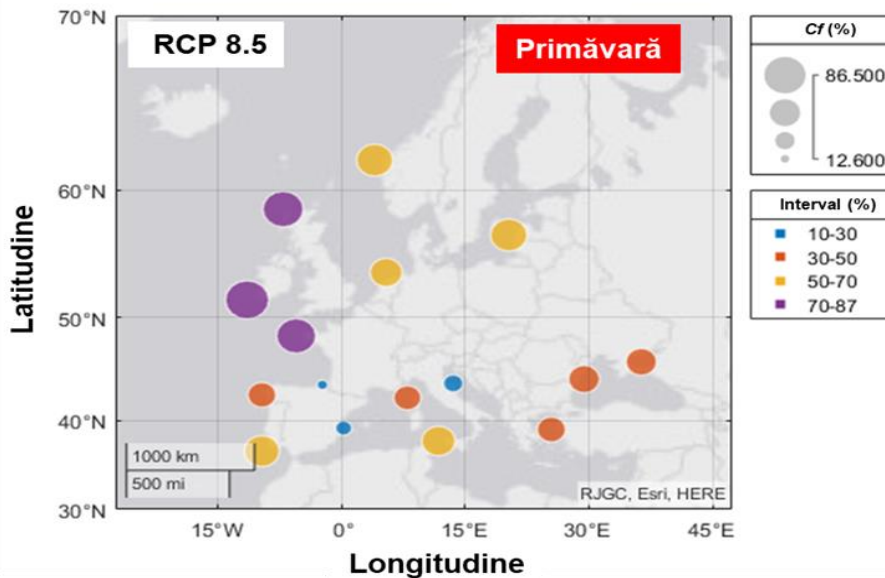 70°N
RCP 8.5
Primăvară
60°N
50°N
40°N
30°N
Latitudine
1000 km
500 mi
RJGC, Esri, HERE
15°W
0°
15°E
30°E
45°E
Longitudine
Cf (%)
86.500
12.600
Interval (%)
10-30
30-50
50-70
70-87